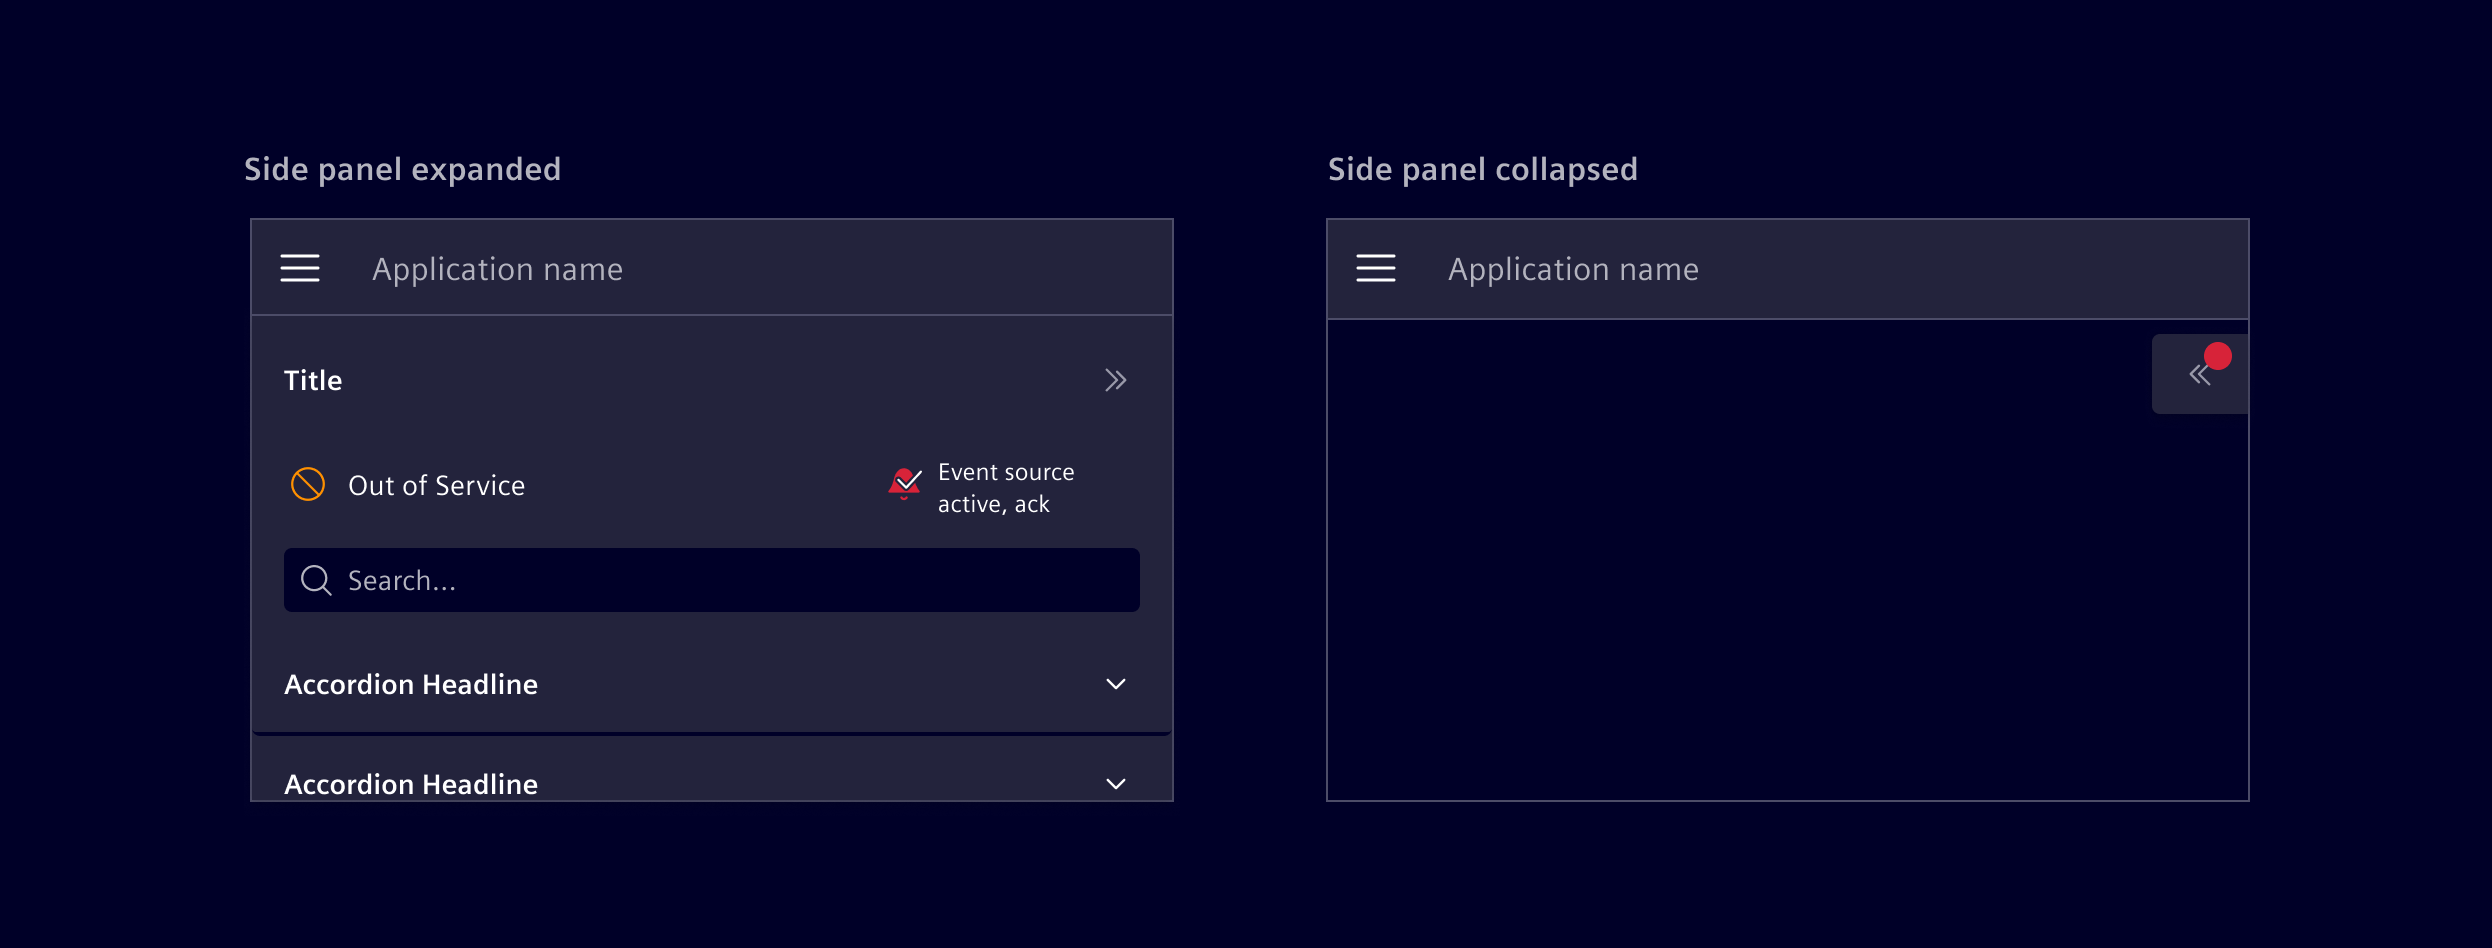 Side panel expanded
Application name
Title
Out of Service
Event source
active, ack
Search...
Accordion Headline
Accordion Headline
Side panel collapsed
Application name